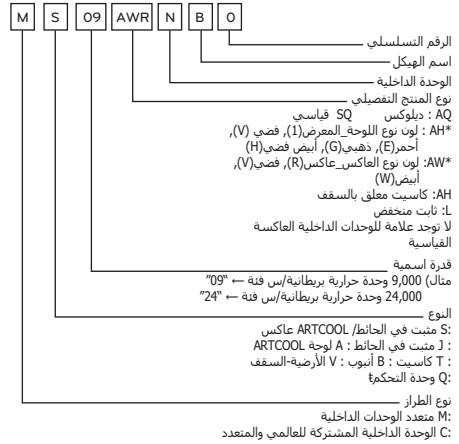 M S 09 AWR N B 0
الرقم التسلسلي
اسم الهيكل
الوحدة الداخلية
نوع المنتج التفصيلي
AQ : ديلوكس SQ قياسي
*AH : لون نوع اللوحة_المعرض(1), فضي (V),
أحمر(E), ذهبي(G), أبيض فضي(H)
*AW: لون نوع العاكس_عاكس(R), فضي(V),
أبيض(W)
AH: كاسيت معلق بالسقف
L: ثابت منخفض
لا توجد علامة للوحدات الداخلية العاكسة
القياسية
قدرة اسمية
مثال) 9,000 وحدة حرارية بريطانية/س فئة ← "09"
24,000 وحدة حرارية بريطانية/س فئة ← "24"
النوع
S: مثبت في الحائط/ ARTCOOL عاكس
J : مثبت في الحائط : A لوحة ARTCOOL
T : كاسيت : B أنبوب : V الأرضية-السقف
Q: وحدة التحكمŧ
نوع الطراز
M: متعدد الوحدات الداخلية
C: الوحدة الداخلية المشتركة للعالمي والمتعدد